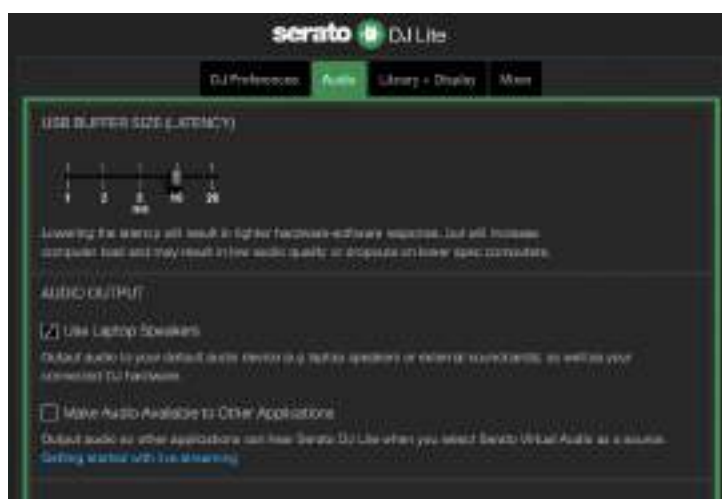 serato DJ Lite
DJ Preferences Audio Library + Display Mixer
USB BUFFER SIZE (LATENCY)
1 2 5 10 20
ms
Lowering the latency will result in tighter hardware-software response, but will increase
computer load and may result in low audio quality or dropouts on lower spec computers.
AUDIO OUTPUT
Use Laptop Speakers
Output audio to your default audio device (e.g laptop speakers or external soundcards), as well as your
connected DJ hardware.
Make Audio Available to Other Applications
Output audio so other applications can hear Serato DJ Lite when you select Serato Virtual Audio as a source.
Getting started with live streaming